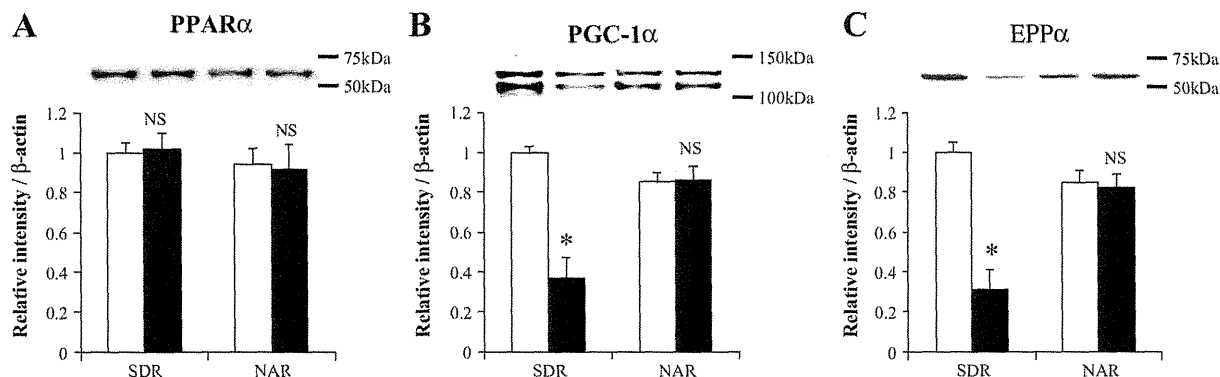 A
PPARα
75kDa
50kDa
Relative intensity / β-actin
1.2
1
0.8
0.6
0.4
0.2
0
NS
NS
SDR
NAR
B
PGC-1α
150kDa
100kDa
Relative intensity / β-actin
1.2
1
0.8
0.6
0.4
0.2
0
*
NS
SDR
NAR
C
EPPα
75kDa
50kDa
Relative intensity / β-actin
1.2
1
0.8
0.6
0.4
0.2
0
*
NS
SDR
NAR